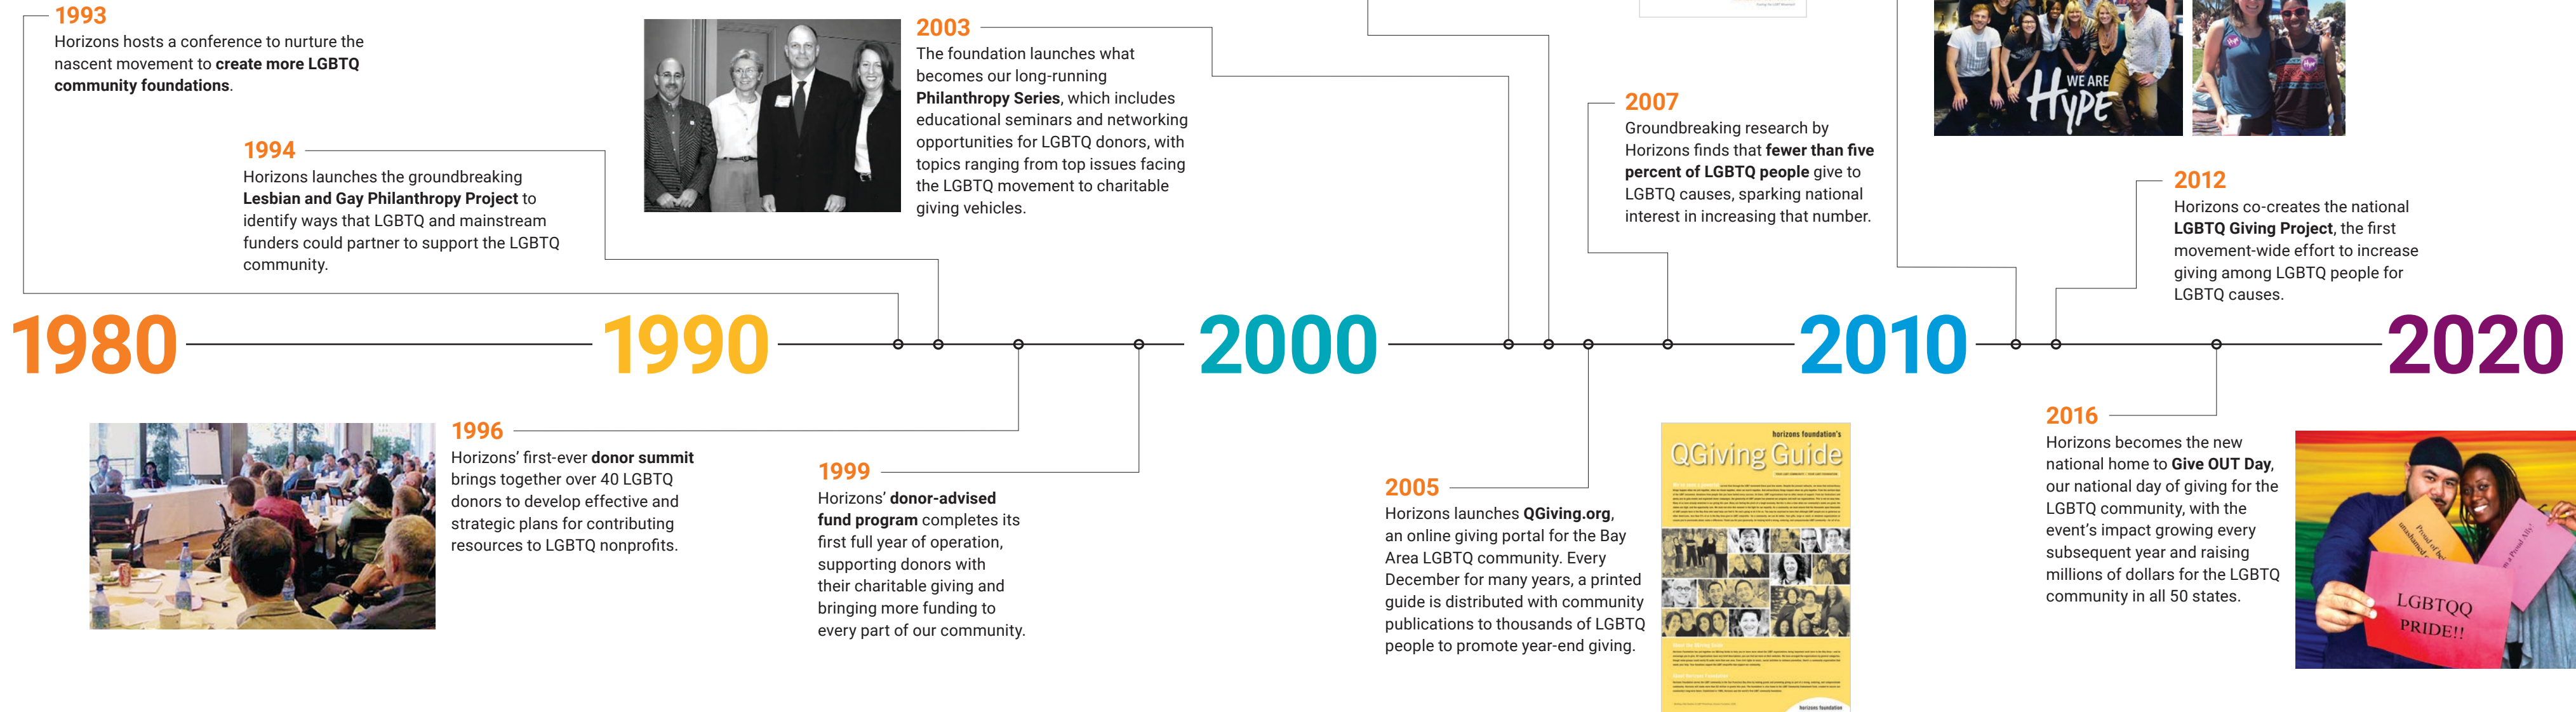 1993
Horizons hosts a conference to nurture the
nascent movement to create more LGBTQ
community foundations.
1994
Horizons launches the groundbreaking
Lesbian and Gay Philanthropy Project to
identify ways that LGBTQ and mainstream
funders could partner to support the LGBTQ
community.
2003
The foundation launches what
becomes our long-running
Philanthropy Series, which includes
educational seminars and networking
opportunities for LGBTQ donors, with
topics ranging from top issues facing
the LGBTQ movement to charitable
giving vehicles.
2007
Groundbreaking research by
Horizons finds that fewer than five
percent of LGBTQ people give to
LGBTQ causes, sparking national
interest in increasing that number.
WE ARE
HYPE
2012
Horizons co-creates the national
LGBTQ Giving Project, the first
movement-wide effort to increase
giving among LGBTQ people for
LGBTQ causes.
1980
1990
2000
2010
2020
1996
Horizons' first-ever donor summit
brings together over 40 LGBTQ
donors to develop effective and
strategic plans for contributing
resources to LGBTQ nonprofits.
1999
Horizons' donor-advised
fund program completes its
first full year of operation,
supporting donors with
their charitable giving and
bringing more funding to
every part of our community.
2005
Horizons launches QGiving.org,
an online giving portal for the Bay
Area LGBTQ community. Every
December for many years, a printed
guide is distributed with community
publications to thousands of LGBTQ
people to promote year-end giving.
horizons foundation's
QGiving Guide
horizons foundation
2016
Horizons becomes the new
national home to Give OUT Day,
our national day of giving for the
LGBTQ community, with the
event's impact growing every
subsequent year and raising
millions of dollars for the LGBTQ
community in all 50 states.
Proud of
unashamed
a Proud Ally!
LGBTQQ
PRIDE!!